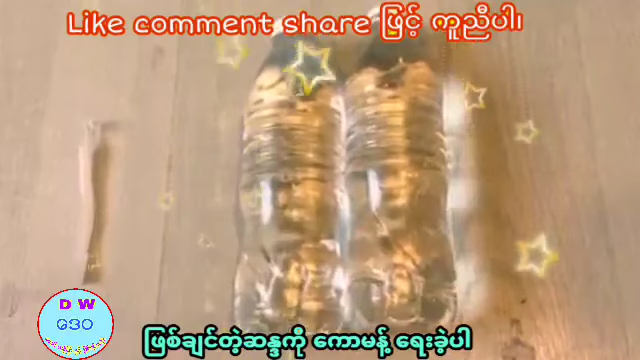 Like comment share ဖြင့် ကူညီပါ၊
D W
ဖြစ်ချင်တဲ့ဆန္ဒကို ကောမန့် ရေးခဲ့ပါ